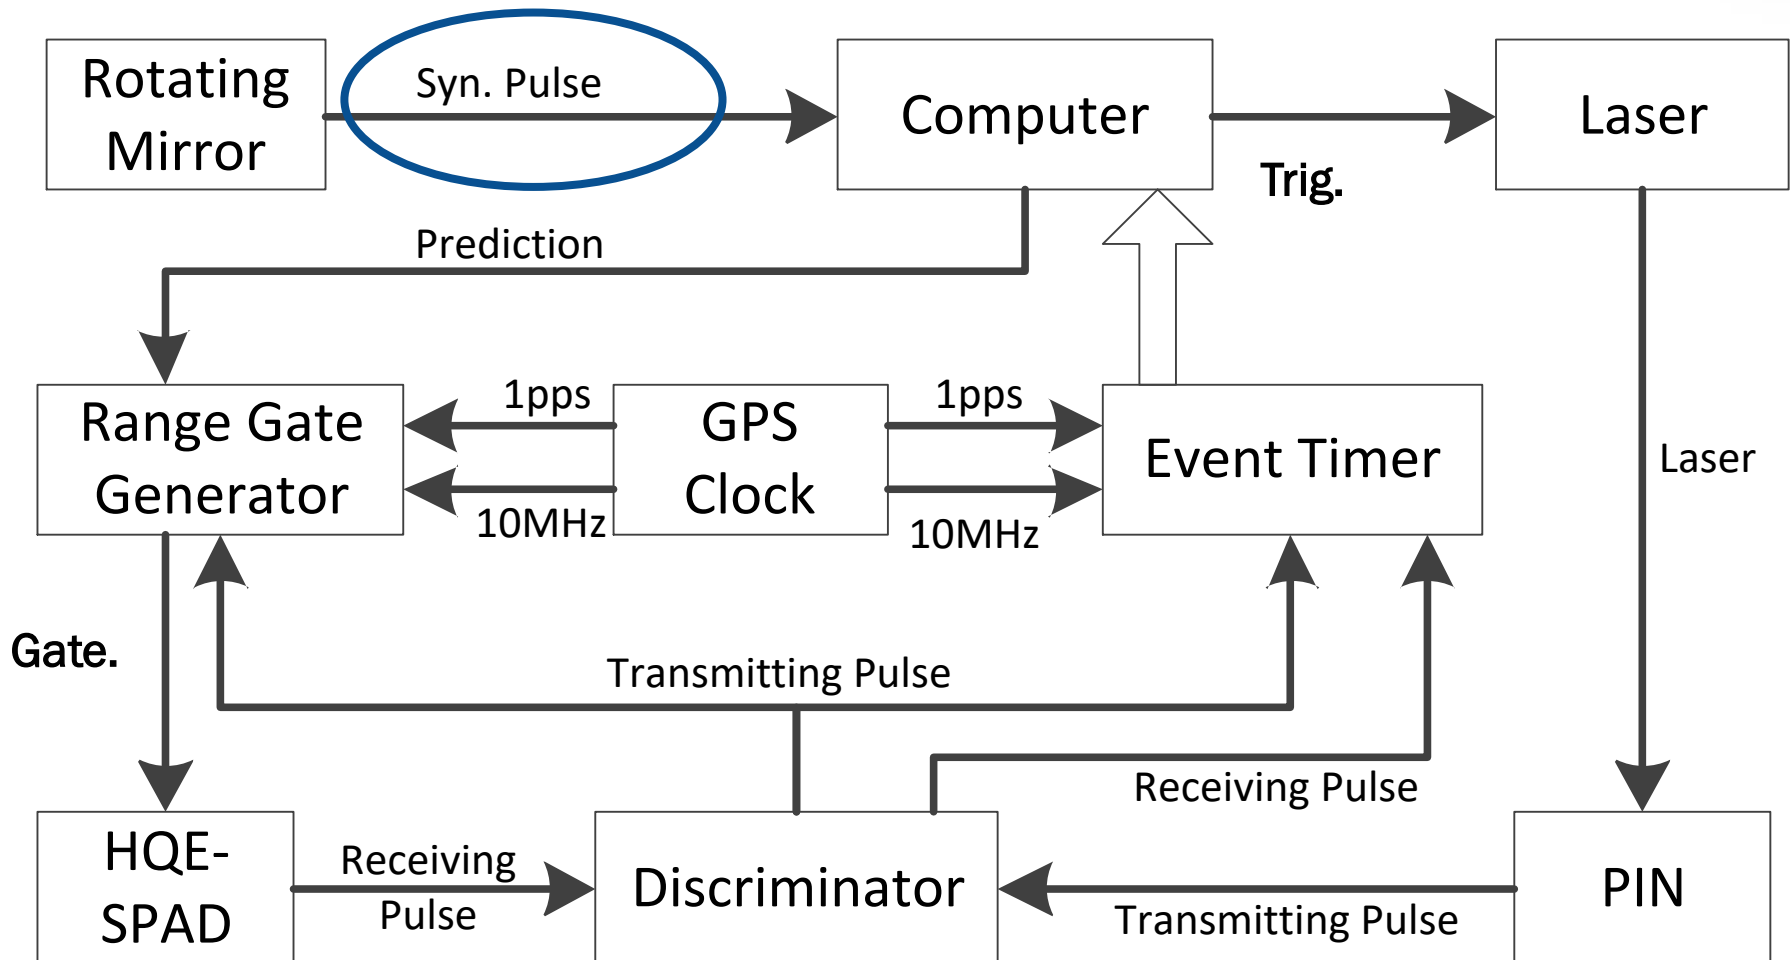 Rotating
Mirror
Syn. Pulse
Computer
Trig.
Laser
Prediction
Range Gate
Generator
1pps
10MHz
GPS
Clock
1pps
10MHz
Event Timer
Laser
Gate.
Transmitting Pulse
Receiving Pulse
HQE-
SPAD
Receiving
Pulse
Discriminator
Transmitting Pulse
PIN